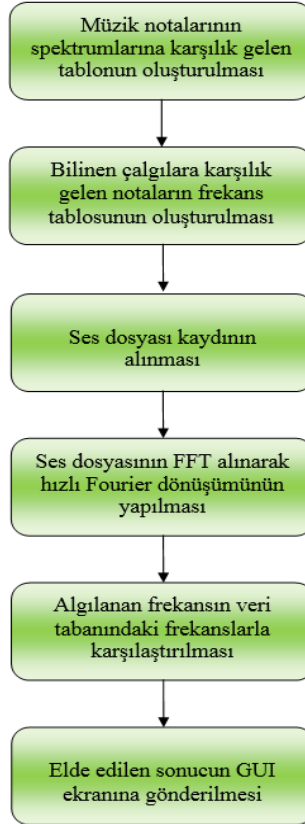 Müzik notalarının
spektrumlarına karşılık gelen
tablonun oluşturulması
Bilinen çalgılara karşılık
gelen notaların frekans
tablosunun oluşturulması
Ses dosyası kaydının
alınması
Ses dosyasının FFT alınarak
hızlı Fourier dönüşümünün
yapılması
Algılanan frekansın veri
tabanındaki frekanslarla
karşılaştırılması
Elde edilen sonucun GUI
ekranına gönderilmesi